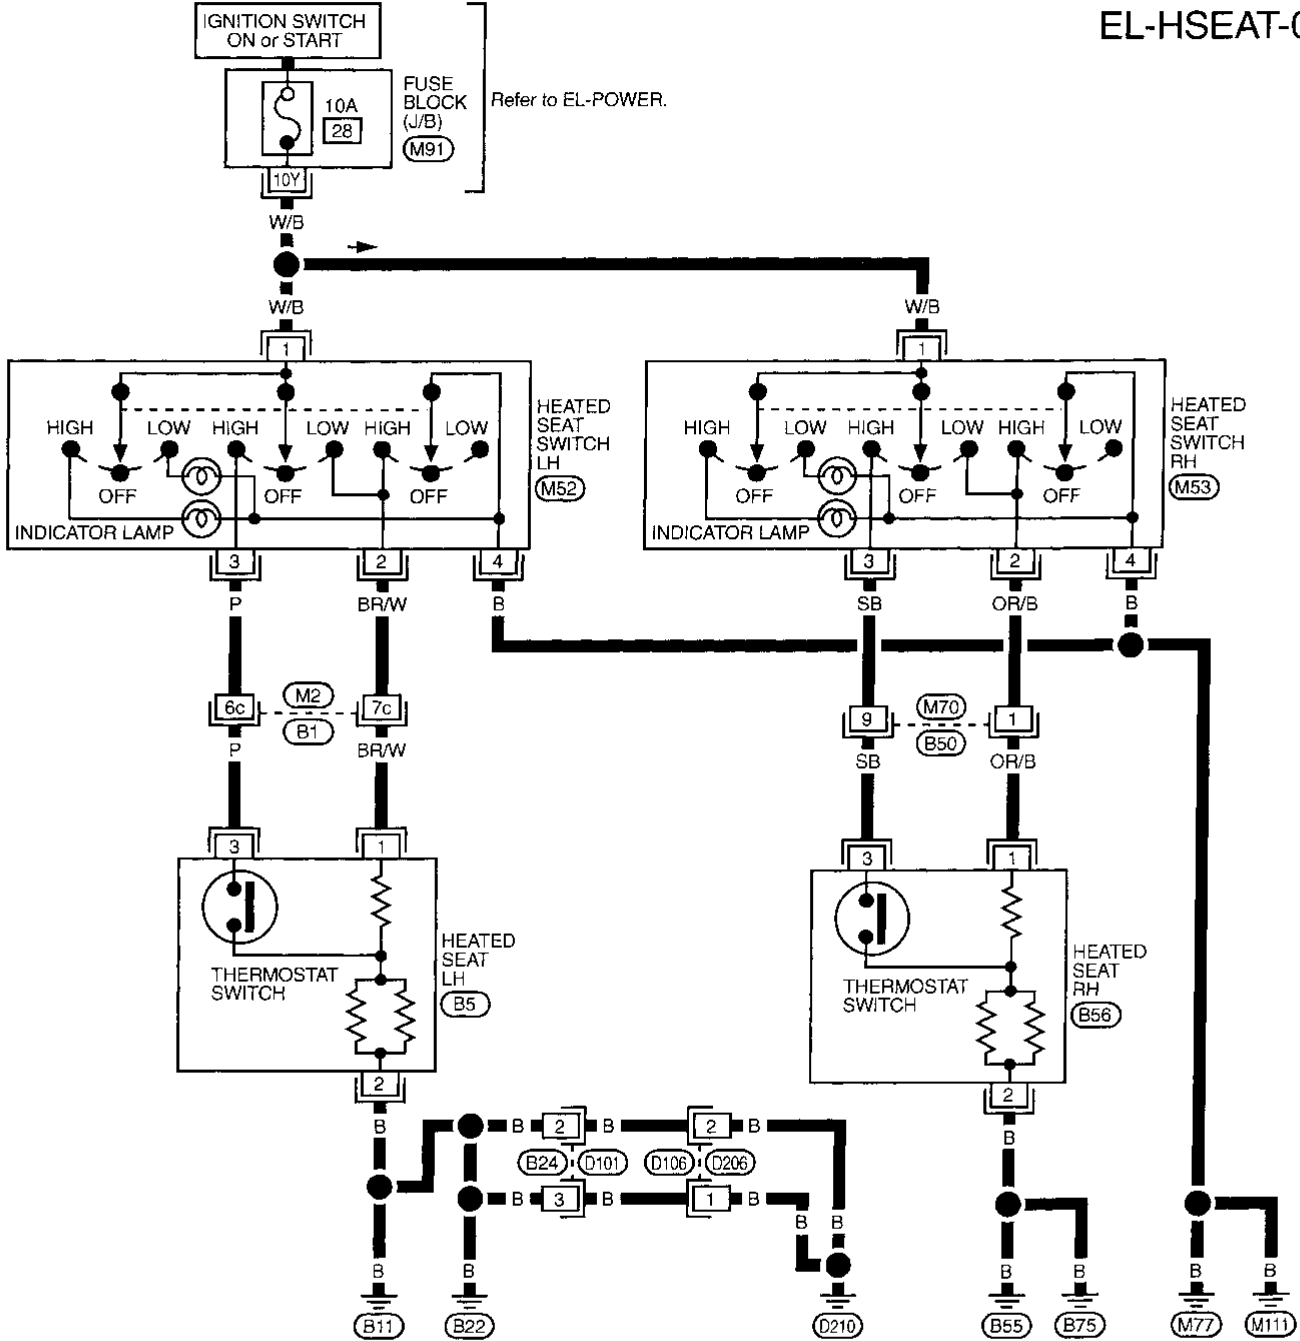 EL-HSEAT-0
IGNITION SWITCH
ON or START
10A
28
FUSE
BLOCK
(J/B)
M91
Refer to EL-POWER.
10Y
W/B
W/B
W/B
1
1
HIGH
LOW
HIGH
LOW
HIGH
LOW
OFF
OFF
OFF
INDICATOR LAMP
HEATED
SEAT
SWITCH
LH
M52
HIGH
LOW
HIGH
LOW
HIGH
LOW
OFF
OFF
OFF
INDICATOR LAMP
HEATED
SEAT
SWITCH
RH
M53
3
2
4
3
2
4
P
BR/W
B
SB
OR/B
B
6c
M2
B1
7c
9
M70
B50
1
P
BR/W
SB
OR/B
3
1
THERMOSTAT
SWITCH
HEATED
SEAT
LH
B5
2
3
1
THERMOSTAT
SWITCH
HEATED
SEAT
RH
B56
2
B
B
B
2
B
2
B
B24
D101
D106
D206
B
3
B
1
B
B
B
B
B
B
B
B
B
B11
B22
D210
B55
B75
M77
M111